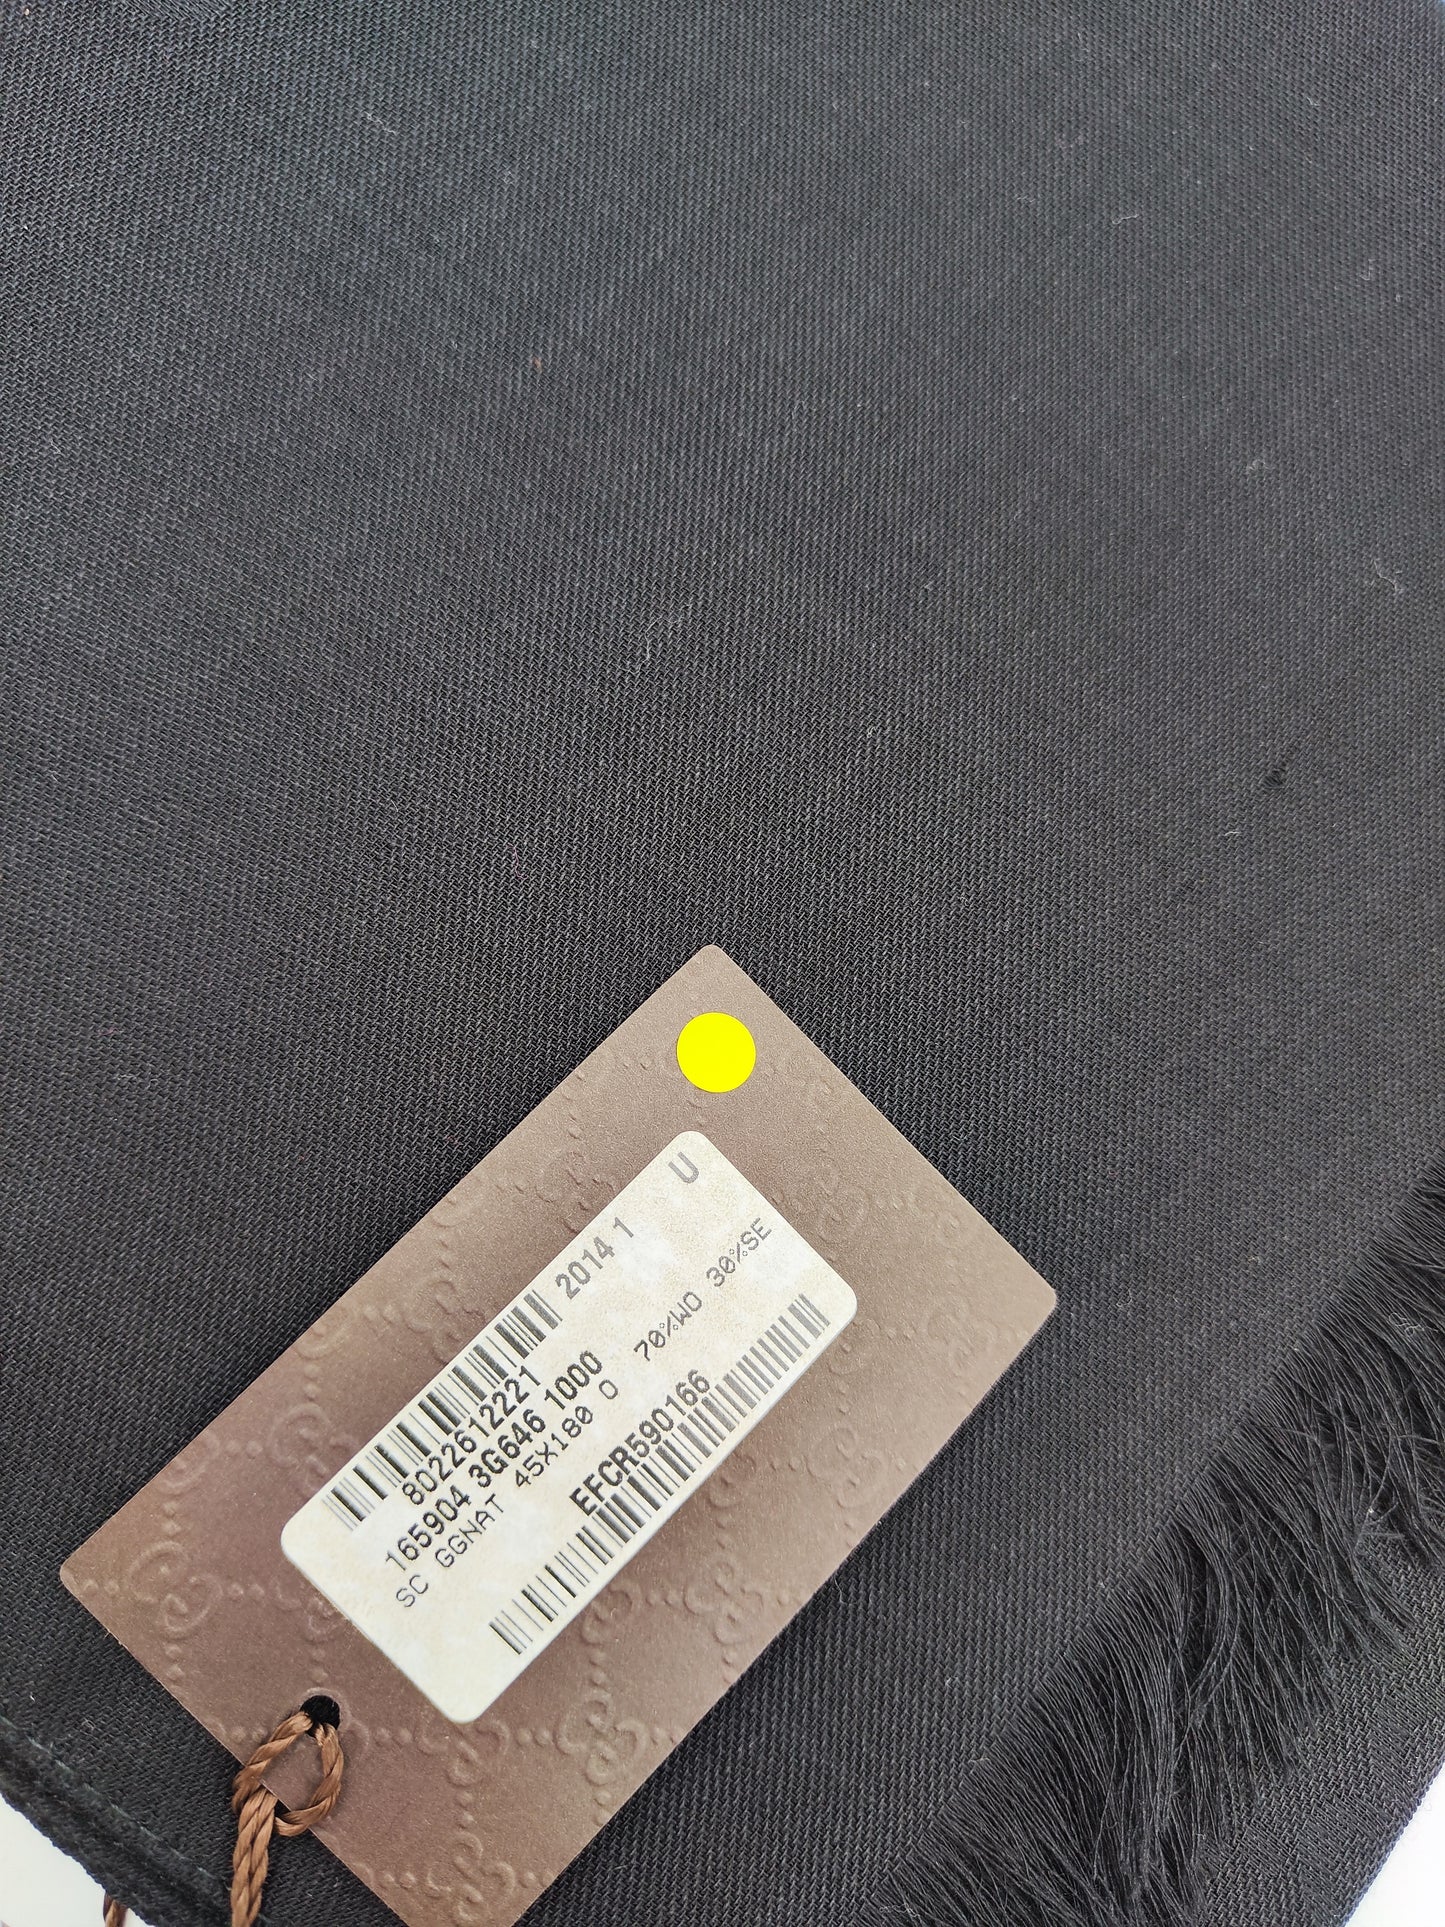 2014 1 U
8022612221
165904 3G646 1000
SC GGNAT 45X180 0 70%WO 30%SE
EFCR590166